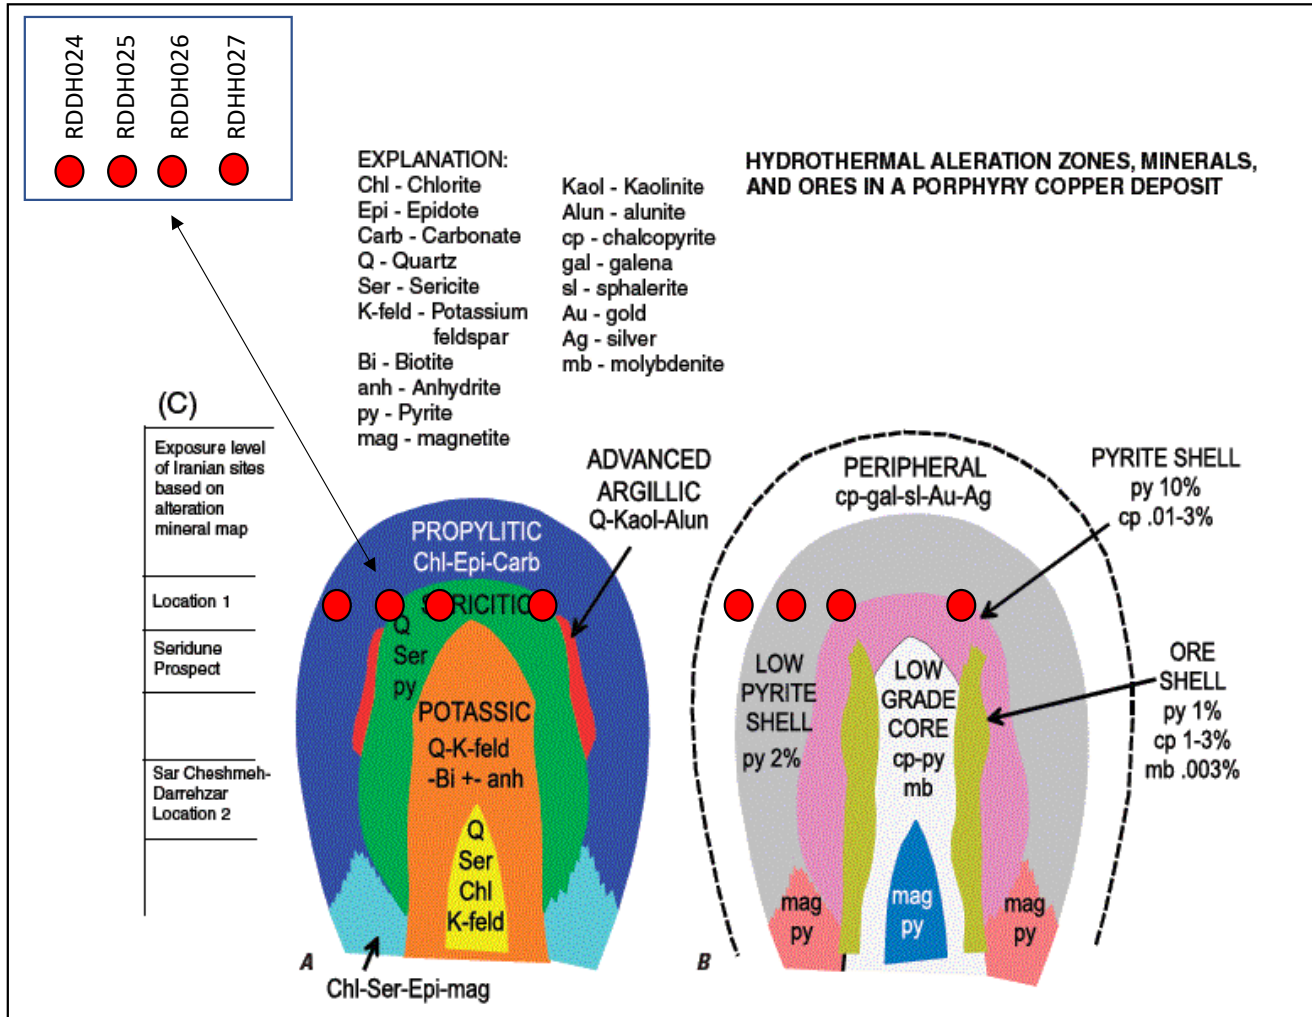 RDDH024
RDDH025
RDDH026
RDHH027
EXPLANATION:
Chl - Chlorite
Epi - Epidote
Carb - Carbonate
Q - Quartz
Ser - Sericite
K-feld - Potassium
feldspar
Bi - Biotite
anh - Anhydrite
py - Pyrite
mag - magnetite
Kaol - Kaolinite
Alun - alunite
cp - chalcopyrite
gal - galena
sl - sphalerite
Au - gold
Ag - silver
mb - molybdenite
HYDROTHERMAL ALERATION ZONES, MINERALS,
AND ORES IN A PORPHYRY COPPER DEPOSIT
(C)
Exposure level
of Iranian sites
based on
alteration
mineral map
Location 1
Seridune
Prospect
Sar Cheshmeh-
Darrehzar
Location 2
ADVANCED
ARGILLIC
Q-Kaol-Alun
PROPYLITIC
Chl-Epi-Carb
SERICITIC
Q
Ser
py
POTASSIC
Q-K-feld
-Bi +- anh
Q
Ser
Chl
K-feld
A
Chl-Ser-Epi-mag
PERIPHERAL
cp-gal-sl-Au-Ag
PYRITE SHELL
py 10%
cp .01-3%
LOW
PYRITE
SHELL
py 2%
LOW
GRADE
CORE
cp-py
mb
ORE
SHELL
py 1%
cp 1-3%
mb .003%
mag
py
mag
py
mag
py
B